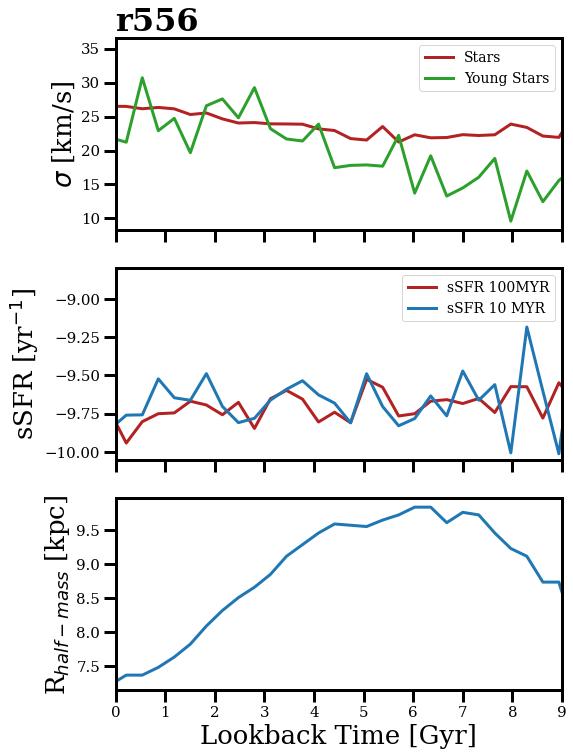 r556
σ [km/s]
35
30
25
20
15
10
Stars
Young Stars
sSFR [yr⁻¹]
−9.00
−9.25
−9.50
−9.75
−10.00
sSFR 100MYR
sSFR 10 MYR
R_half−mass [kpc]
9.5
9.0
8.5
8.0
7.5
0 1 2 3 4 5 6 7 8 9
Lookback Time [Gyr]